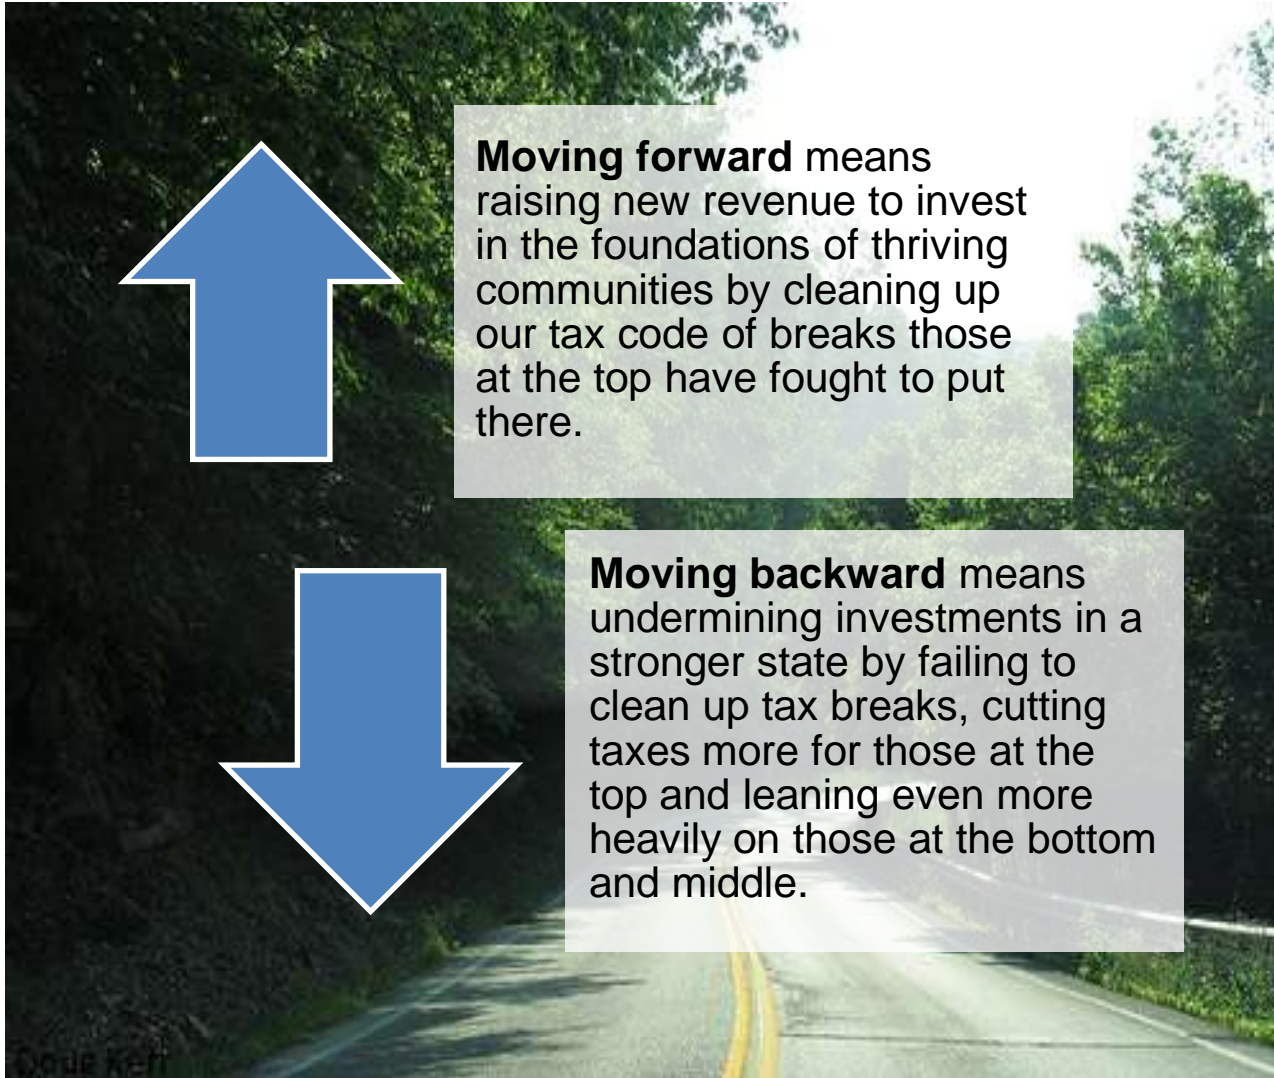 Moving forward means
raising new revenue to invest
in the foundations of thriving
communities by cleaning up
our tax code of breaks those
at the top have fought to put
there.
Moving backward means
undermining investments in a
stronger state by failing to
clean up tax breaks, cutting
taxes more for those at the
top and leaning even more
heavily on those at the bottom
and middle.
Doug Kerr